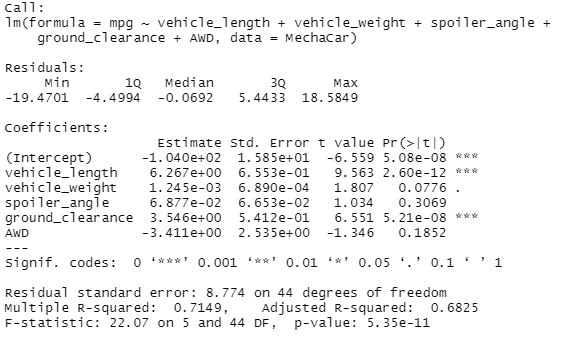 Call:
lm(formula = mpg ~ vehicle_length + vehicle_weight + spoiler_angle +
    ground_clearance + AWD, data = MechaCar)
Residuals:
     Min       1Q   Median       3Q      Max
-19.4701  -4.4994  -0.0692   5.4433  18.5849
Coefficients:
                   Estimate Std. Error t value Pr(>|t|)
(Intercept)      -1.040e+02  1.585e+01  -6.559 5.08e-08 ***
vehicle_length    6.267e+00  6.553e-01   9.563 2.60e-12 ***
vehicle_weight    1.245e-03  6.890e-04   1.807   0.0776 .
spoiler_angle     6.877e-02  6.653e-02   1.034   0.3069
ground_clearance  3.546e+00  5.412e-01   6.551 5.21e-08 ***
AWD              -3.411e+00  2.535e+00  -1.346   0.1852
---
Signif. codes:  0 ‘***’ 0.001 ‘**’ 0.01 ‘*’ 0.05 ‘.’ 0.1 ‘ ’ 1
Residual standard error: 8.774 on 44 degrees of freedom
Multiple R-squared:  0.7149,    Adjusted R-squared:  0.6825
F-statistic: 22.07 on 5 and 44 DF,  p-value: 5.35e-11